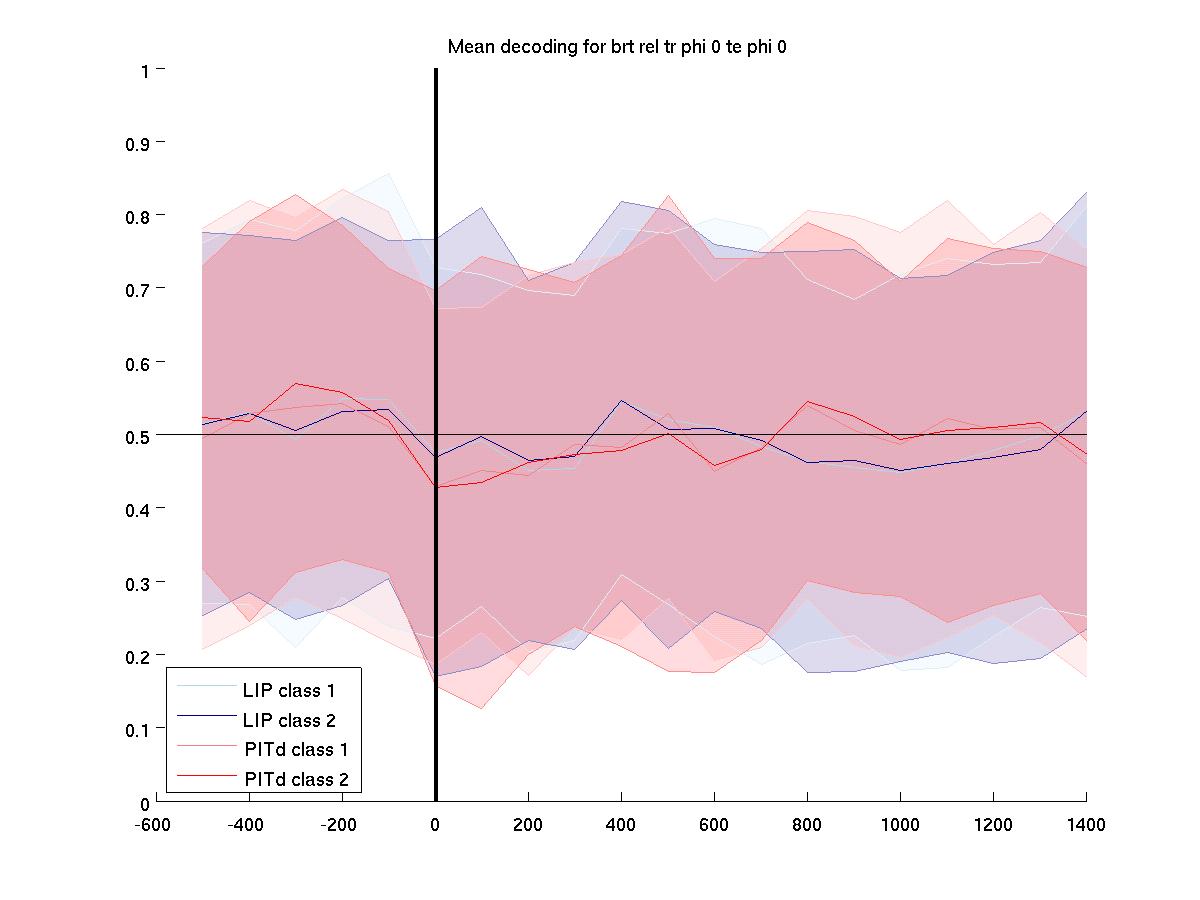 Mean decoding for brt rel tr phi 0 te phi 0
1
0.9
0.8
0.7
0.6
0.5
0.4
0.3
0.2
0.1
0
LIP class 1
LIP class 2
PITd class 1
PITd class 2
-600 -400 -200 0 200 400 600 800 1000 1200 1400